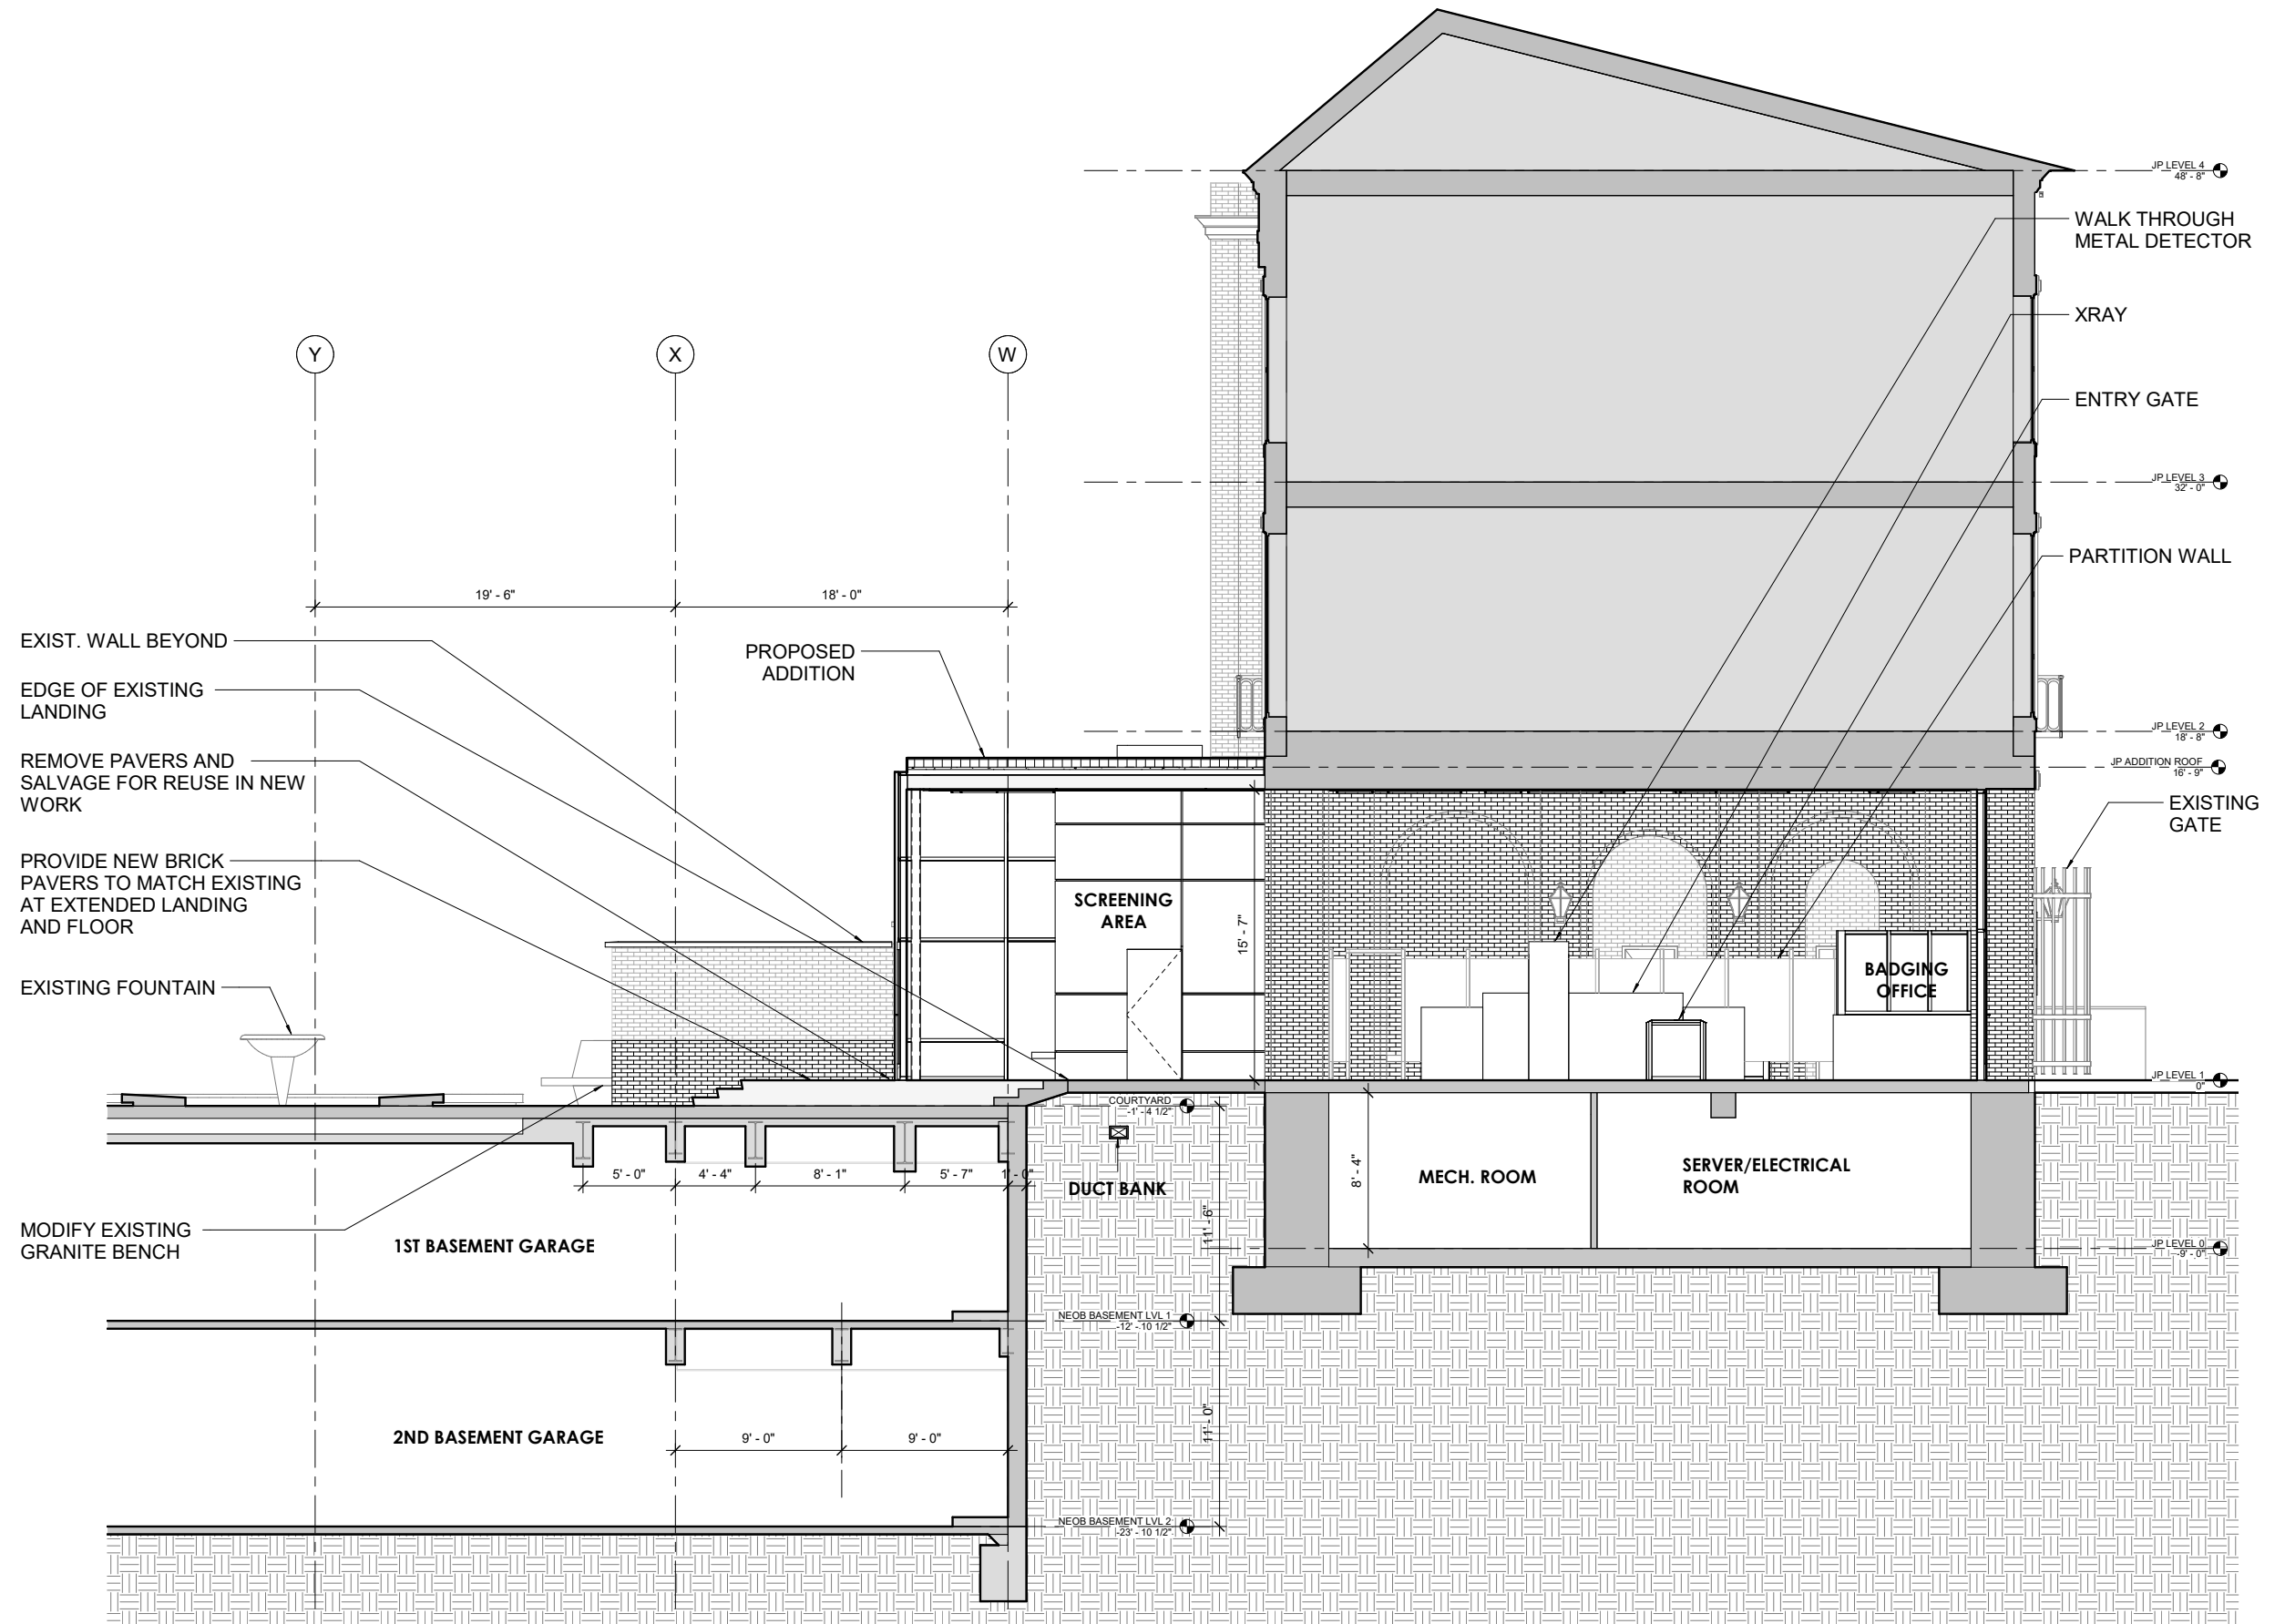 JP LEVEL 4
48' - 8"
WALK THROUGH
METAL DETECTOR
XRAY
Y
X
W
ENTRY GATE
JP LEVEL 3
32' - 0"
PARTITION WALL
19' - 6"
18' - 0"
EXIST. WALL BEYOND
PROPOSED
ADDITION
EDGE OF EXISTING
LANDING
JP LEVEL 2
18' - 8"
REMOVE PAVERS AND
SALVAGE FOR REUSE IN NEW
WORK
JP ADDITION ROOF
16' - 9"
EXISTING
GATE
PROVIDE NEW BRICK
PAVERS TO MATCH EXISTING
AT EXTENDED LANDING
AND FLOOR
SCREENING
AREA
15' - 7"
BADGING
OFFICE
EXISTING FOUNTAIN
JP LEVEL 1
0"
COURTYARD
-1' - 4 1/2"
5' - 0"
4' - 4"
8' - 1"
5' - 7"
1' - 0"
DUCT BANK
8' - 4"
MECH. ROOM
SERVER/ELECTRICAL
ROOM
11' - 6"
MODIFY EXISTING
GRANITE BENCH
1ST BASEMENT GARAGE
JP LEVEL 0
-9' - 0"
NEOB BASEMENT LVL 1
-12' - 10 1/2"
11' - 0"
2ND BASEMENT GARAGE
9' - 0"
9' - 0"
NEOB BASEMENT LVL 2
-23' - 10 1/2"